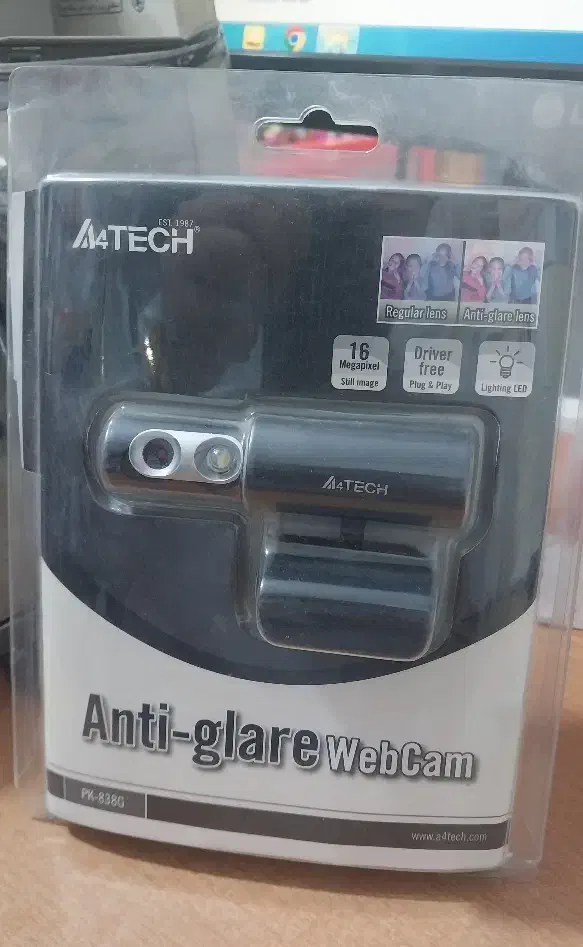 EST. 1987
A4TECH®
Regular lens
Anti-glare lens
16
Megapixel
Still image
Driver
free
Plug & Play
Lighting LED
A4TECH
Anti-glare WebCam
PK-838G
www.a4tech.com